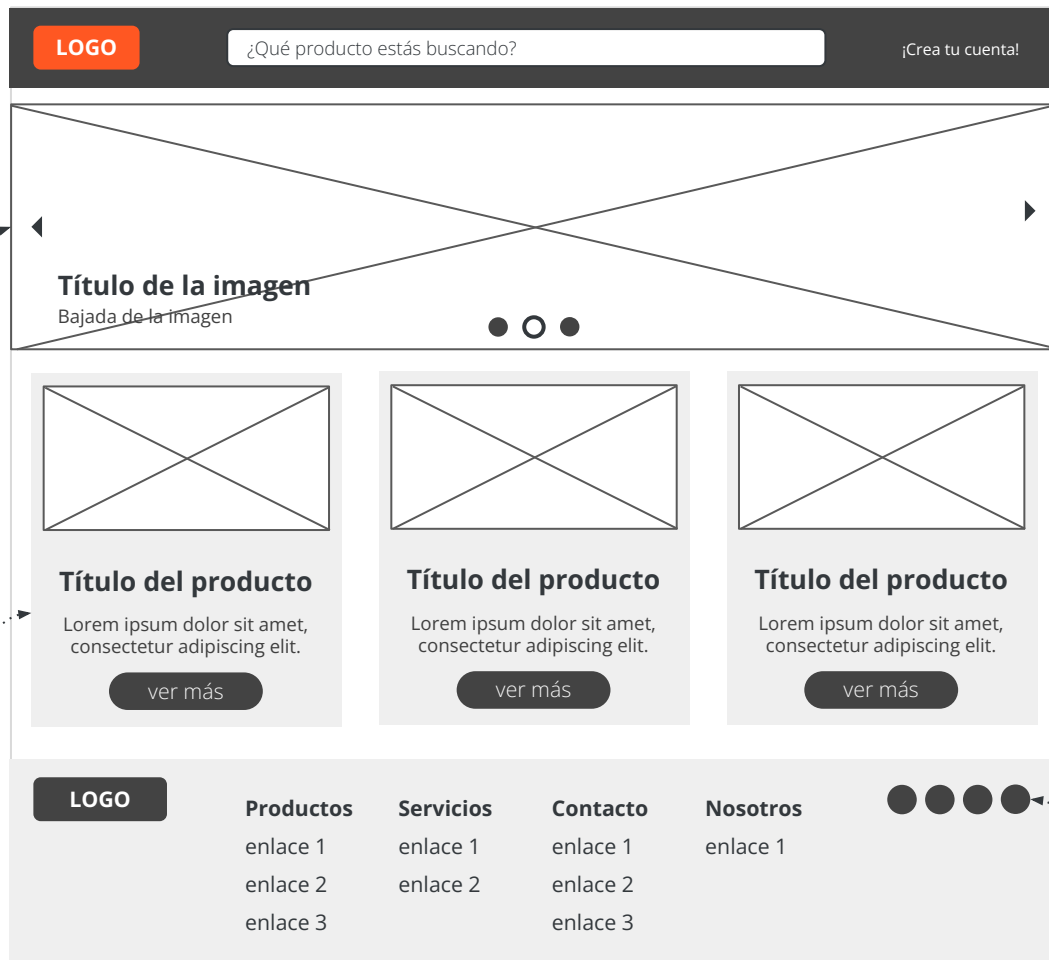 LOGO
¿Qué producto estás buscando?
¡Crea tu cuenta!
Título de la imagen
Bajada de la imagen
Título del producto
Lorem ipsum dolor sit amet,
consectetur adipiscing elit.
ver más
Título del producto
Lorem ipsum dolor sit amet,
consectetur adipiscing elit.
ver más
Título del producto
Lorem ipsum dolor sit amet,
consectetur adipiscing elit.
ver más
LOGO
Productos
enlace 1
enlace 2
enlace 3
Servicios
enlace 1
enlace 2
Contacto
enlace 1
enlace 2
enlace 3
Nosotros
enlace 1